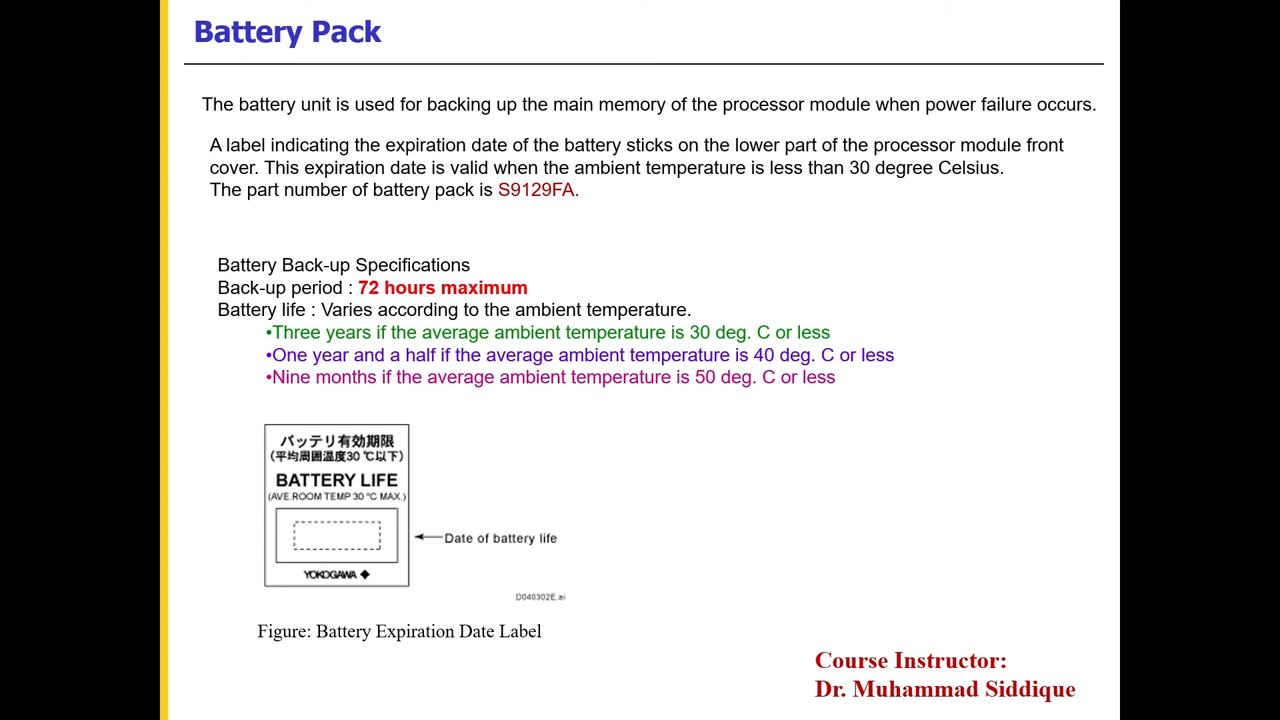 Battery Pack
The battery unit is used for backing up the main memory of the processor module when power failure occurs.
A label indicating the expiration date of the battery sticks on the lower part of the processor module front
cover. This expiration date is valid when the ambient temperature is less than 30 degree Celsius.
The part number of battery pack is S9129FA.
Battery Back-up Specifications
Back-up period : 72 hours maximum
Battery life : Varies according to the ambient temperature.
•Three years if the average ambient temperature is 30 deg. C or less
•One year and a half if the average ambient temperature is 40 deg. C or less
•Nine months if the average ambient temperature is 50 deg. C or less
バッテリ有効期限
(平均周囲温度30 ℃以下)
BATTERY LIFE
(AVE.ROOM TEMP 30 °C MAX.)
Date of battery life
YOKOGAWA
D040302E.ai
Figure: Battery Expiration Date Label
Course Instructor:
Dr. Muhammad Siddique